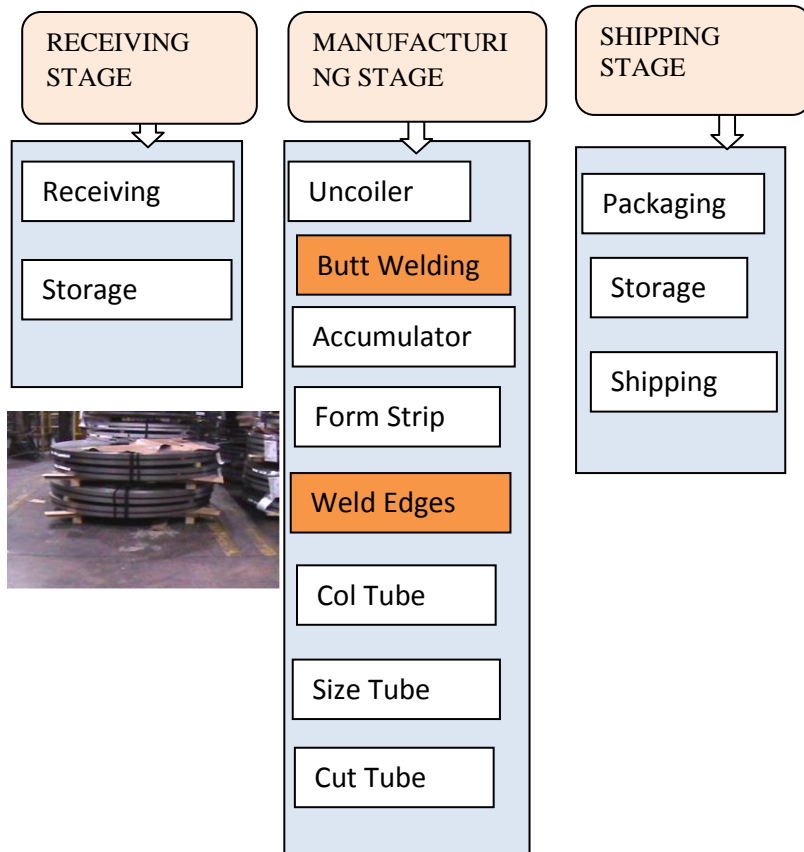 RECEIVING
STAGE
Receiving
Storage
MANUFACTURI
NG STAGE
Uncoiler
Butt Welding
Accumulator
Form Strip
Weld Edges
Col Tube
Size Tube
Cut Tube
SHIPPING
STAGE
Packaging
Storage
Shipping